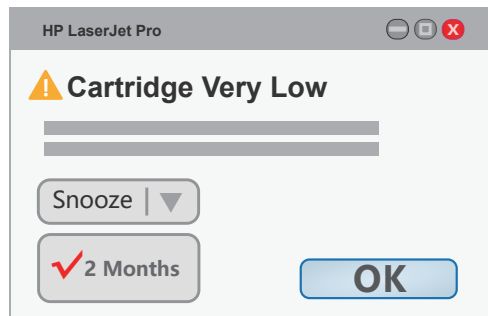 HP LaserJet Pro
X
Cartridge Very Low
Snooze
2 Months
OK